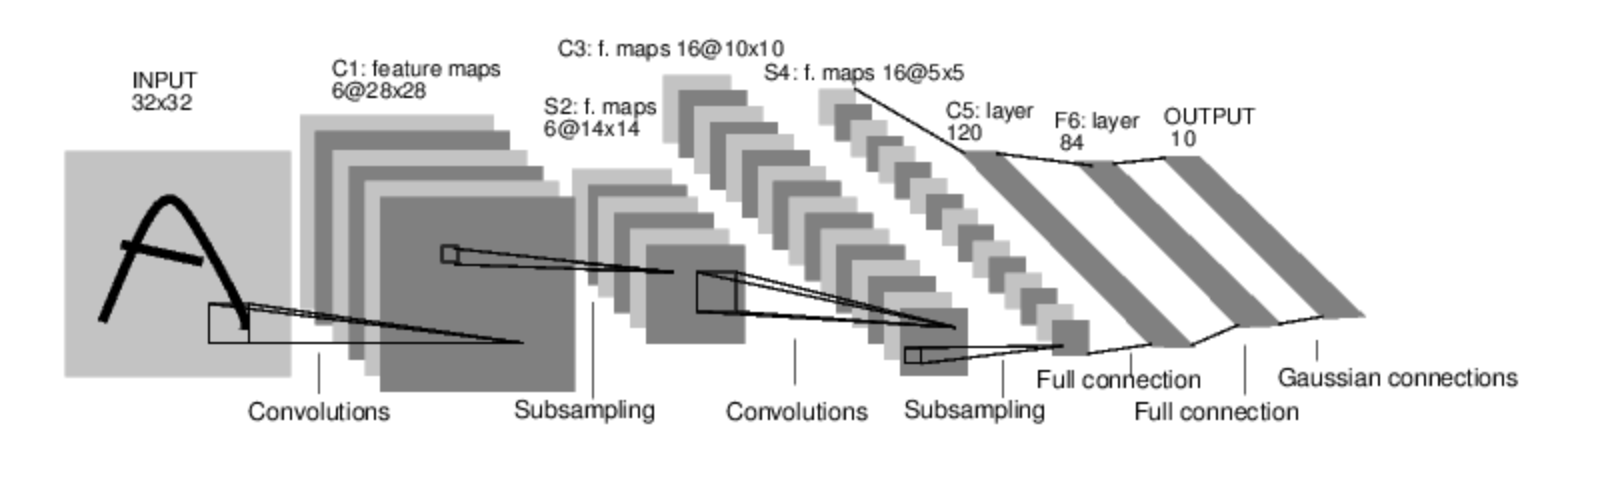 INPUT
32x32
C1: feature maps
6@28x28
S2: f. maps
6@14x14
C3: f. maps 16@10x10
S4: f. maps 16@5x5
C5: layer
120
F6: layer
84
OUTPUT
10
Convolutions
Subsampling
Convolutions
Subsampling
Full connection
Full connection
Gaussian connections